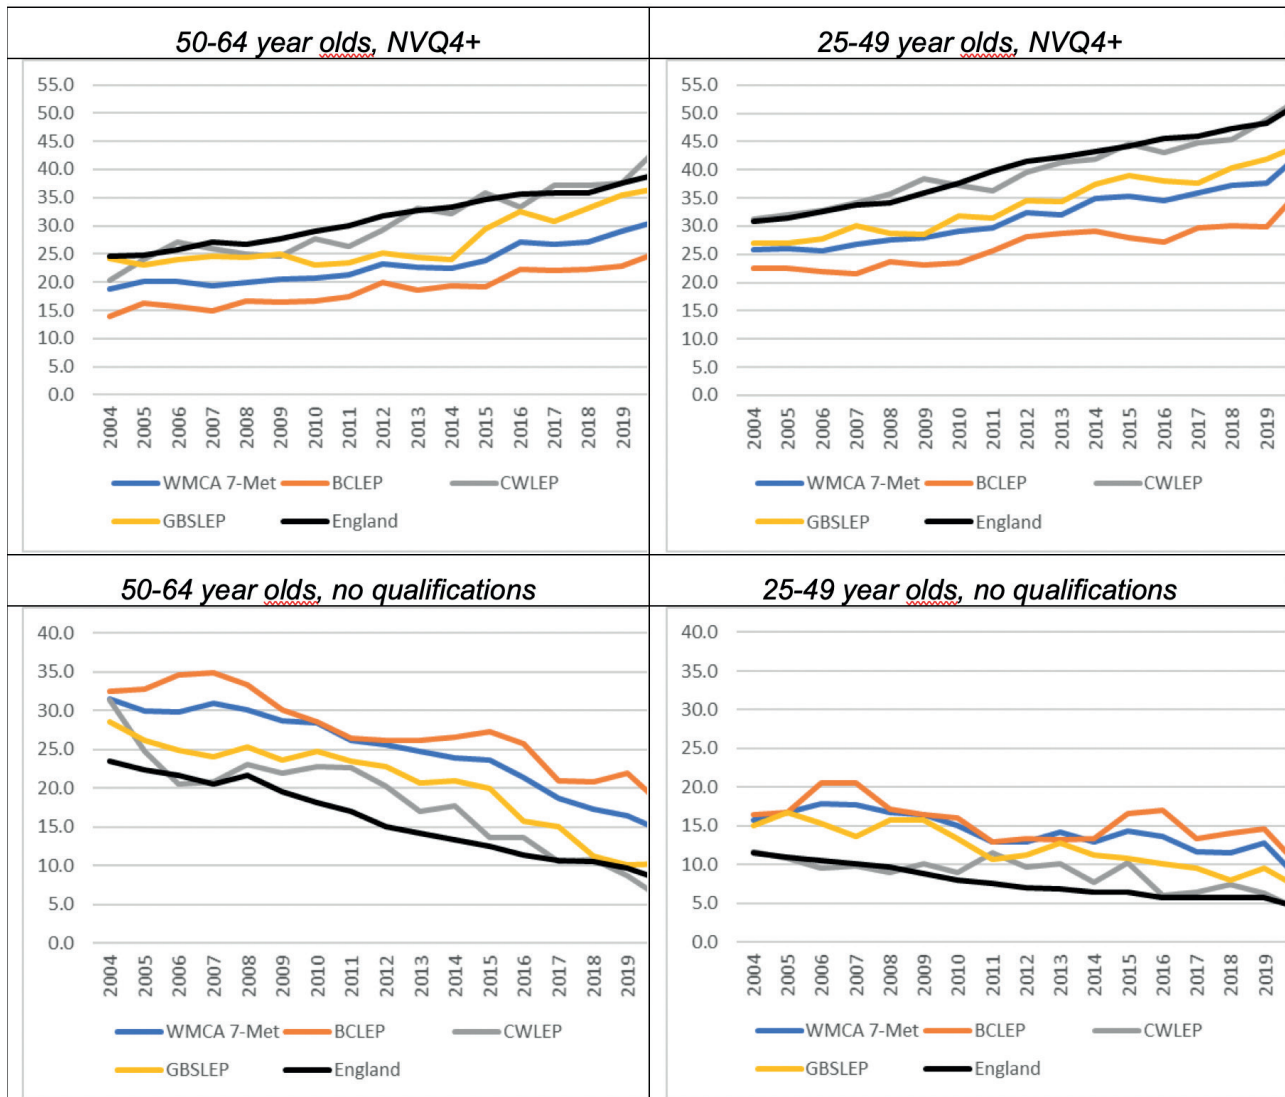 50-64 year olds, NVQ4+
55.0
50.0
45.0
40.0
35.0
30.0
25.0
20.0
15.0
10.0
5.0
0.0
2004 2005 2006 2007 2008 2009 2010 2011 2012 2013 2014 2015 2016 2017 2018 2019
WMCA 7-Met BCLEP CWLEP
GBSLEP England
25-49 year olds, NVQ4+
55.0
50.0
45.0
40.0
35.0
30.0
25.0
20.0
15.0
10.0
5.0
0.0
2004 2005 2006 2007 2008 2009 2010 2011 2012 2013 2014 2015 2016 2017 2018 2019
WMCA 7-Met BCLEP CWLEP
GBSLEP England
50-64 year olds, no qualifications
40.0
35.0
30.0
25.0
20.0
15.0
10.0
5.0
0.0
2004 2005 2006 2007 2008 2009 2010 2011 2012 2013 2014 2015 2016 2017 2018 2019
WMCA 7-Met BCLEP CWLEP
GBSLEP England
25-49 year olds, no qualifications
40.0
35.0
30.0
25.0
20.0
15.0
10.0
5.0
0.0
2004 2005 2006 2007 2008 2009 2010 2011 2012 2013 2014 2015 2016 2017 2018 2019
WMCA 7-Met BCLEP CWLEP
GBSLEP England